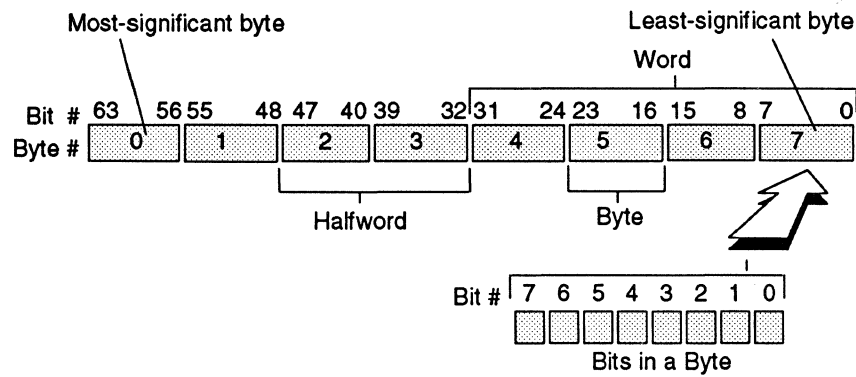 Most-significant byte Least-significant byte
Word
Bit # 63 56 55 48 47 40 39 32 31 24 23 16 15 8 7 0
Byte # 0 1 2 3 4 5 6 7
Halfword Byte
Bit # 7 6 5 4 3 2 1 0
Bits in a Byte